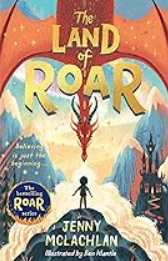 The
LAND
of
ROAR
Believing
is just the
beginning...
The
bestselling
ROAR
series
JENNY
MCLACHLAN
Illustrated by Ben Mantle